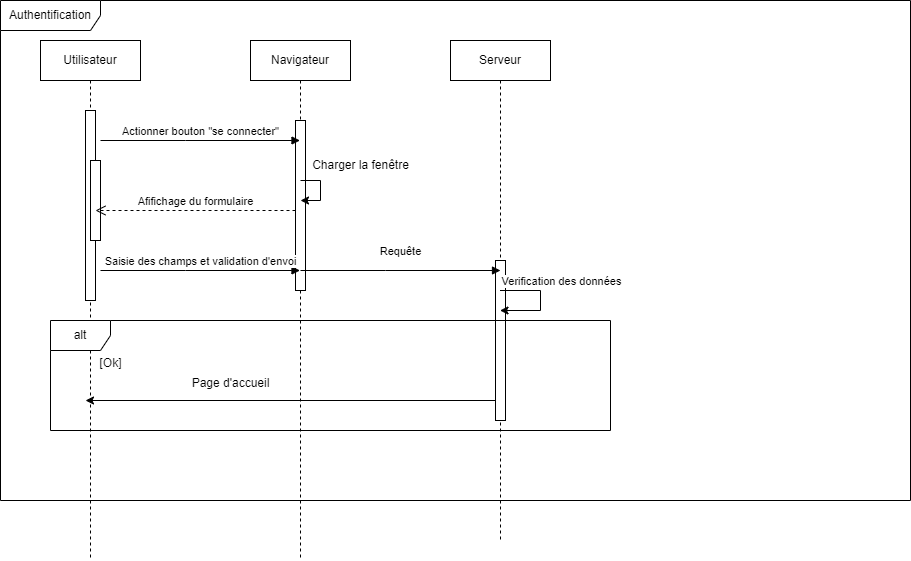 Authentification
Utilisateur
Navigateur
Serveur
Actionner bouton "se connecter"
Charger la fenêtre
Afifichage du formulaire
Saisie des champs et validation d'envoi
Requête
Verification des données
alt
[Ok]
Page d'accueil